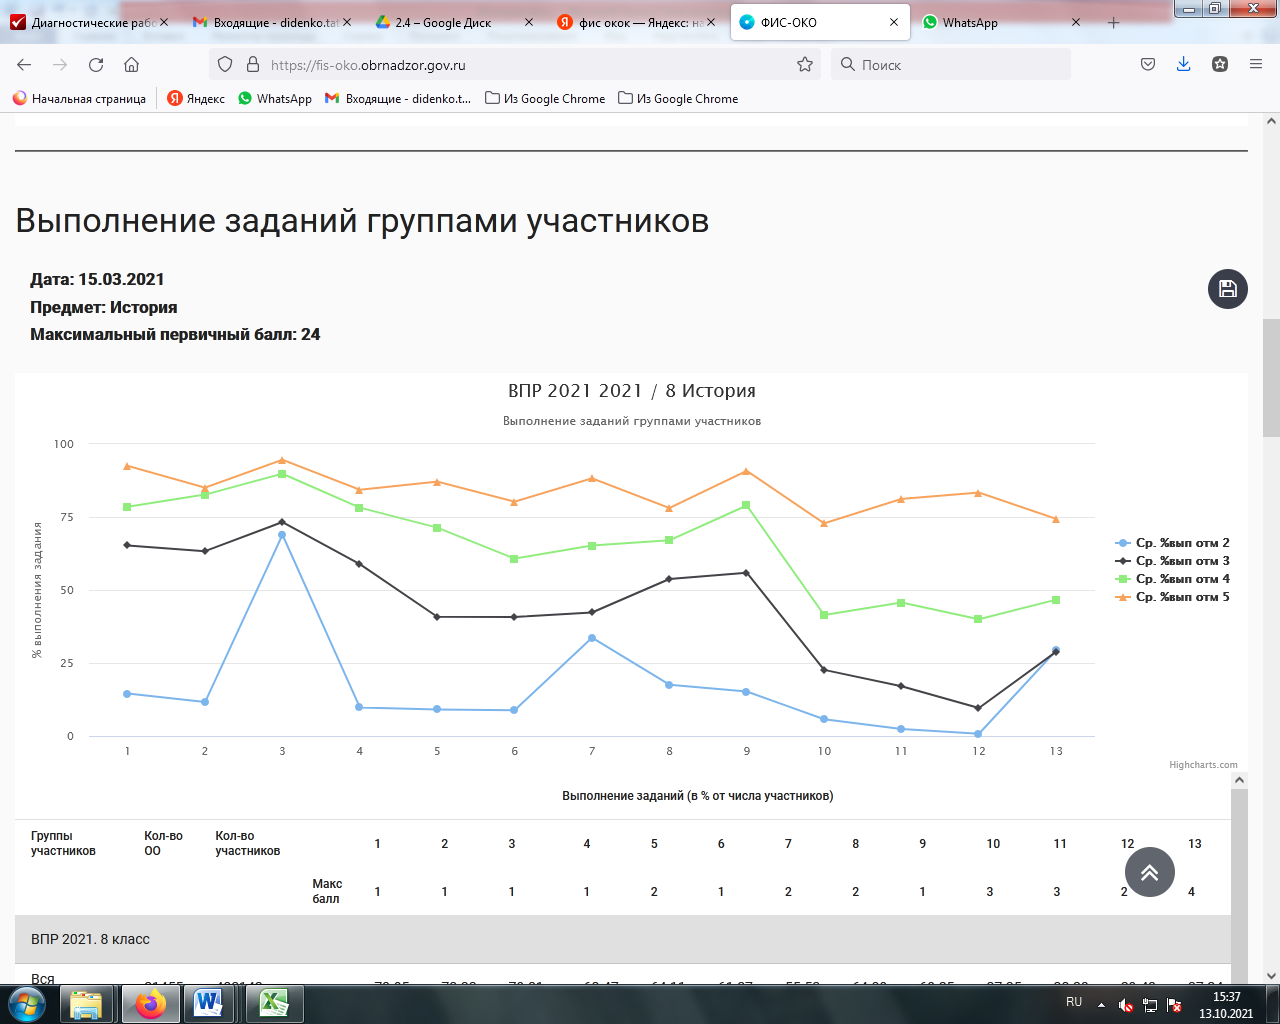 Диагностические рабо
Входящие - didenko.tat
2.4 – Google Диск
фис окок — Яндекс: на
ФИС-ОКО
WhatsApp
https://fis-oko.obrnadzor.gov.ru
Поиск
Начальная страница
Яндекс
WhatsApp
Входящие - didenko.t...
Из Google Chrome
Из Google Chrome
Выполнение заданий группами участников
Дата: 15.03.2021
Предмет: История
Максимальный первичный балл: 24
ВПР 2021 2021 / 8 История
Выполнение заданий группами участников
% выполнения задания
100
75
50
25
0
1 2 3 4 5 6 7 8 9 10 11 12 13
Ср. %вып отм 2
Ср. %вып отм 3
Ср. %вып отм 4
Ср. %вып отм 5
Highcharts.com
Выполнение заданий (в % от числа участников)
Группы участников Кол-во ОО Кол-во участников 1 2 3 4 5 6 7 8 9 10 11 12 13
Макс балл 1 1 1 1 2 1 2 2 1 3 3 2 4
ВПР 2021. 8 класс
Вся
RU
15:37
13.10.2021